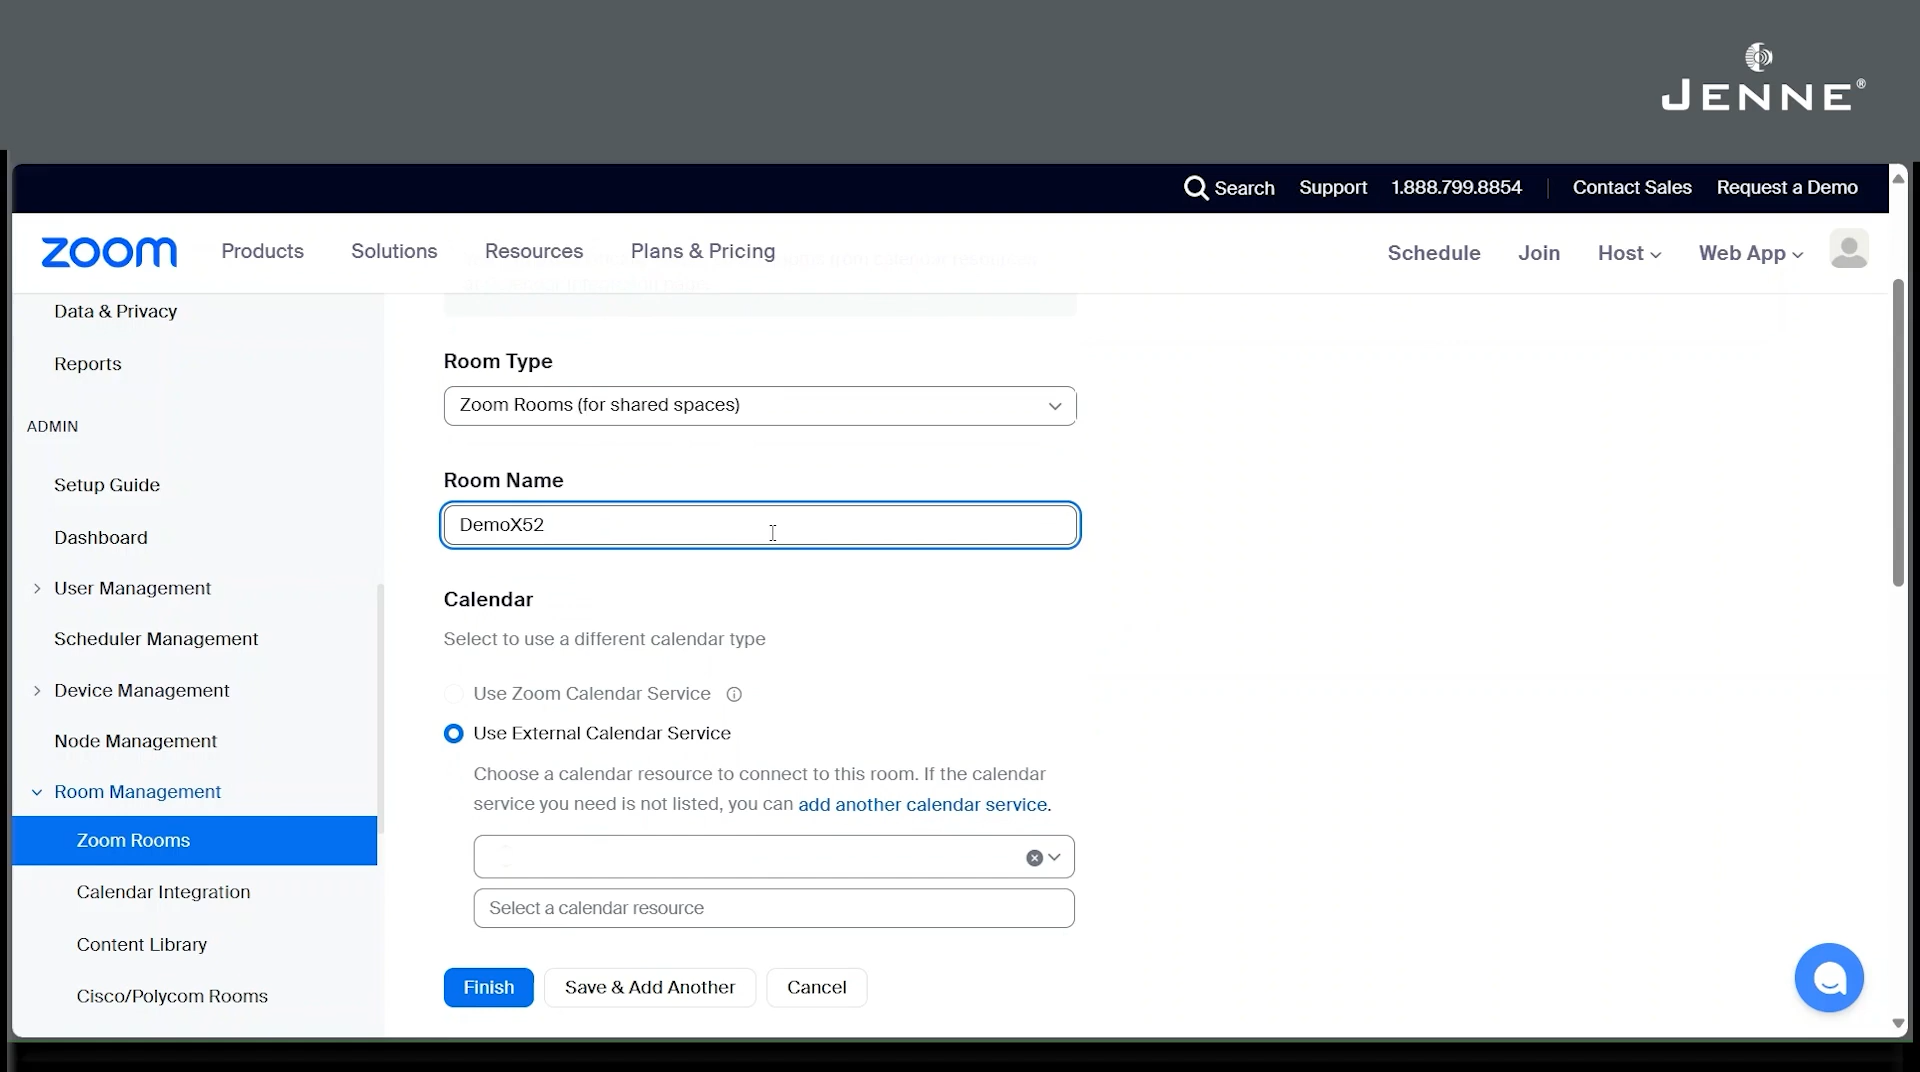 JENNE®
Search Support 1.888.799.8854 Contact Sales Request a Demo
zoom Products Solutions Resources Plans & Pricing Schedule Join Host Web App
Data & Privacy
Reports
ADMIN
Setup Guide
Dashboard
User Management
Scheduler Management
Device Management
Node Management
Room Management
Zoom Rooms
Calendar Integration
Content Library
Cisco/Polycom Rooms
Room Type
Zoom Rooms (for shared spaces)
Room Name
DemoX52
Calendar
Select to use a different calendar type
Use Zoom Calendar Service
Use External Calendar Service
Choose a calendar resource to connect to this room. If the calendar
service you need is not listed, you can add another calendar service.
Select a calendar resource
Finish Save & Add Another Cancel